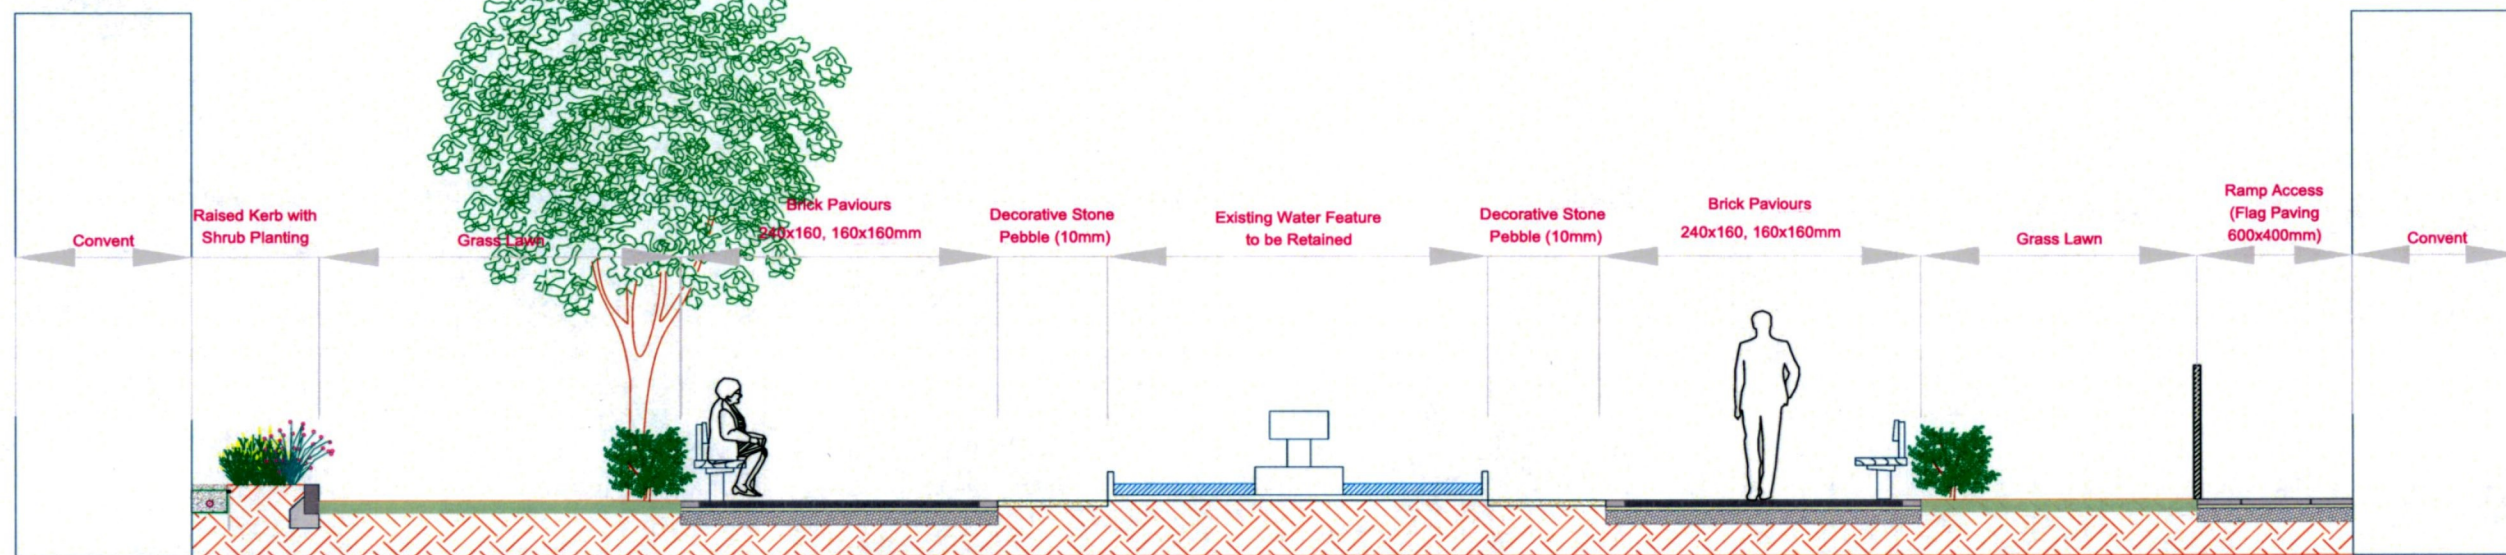 Convent
Raised Kerb with
Shrub Planting
Grass Lawn
Brick Paviours
240x160, 160x160mm
Decorative Stone
Pebble (10mm)
Existing Water Feature
to be Retained
Decorative Stone
Pebble (10mm)
Brick Paviours
240x160, 160x160mm
Grass Lawn
Ramp Access
(Flag Paving
600x400mm)
Convent